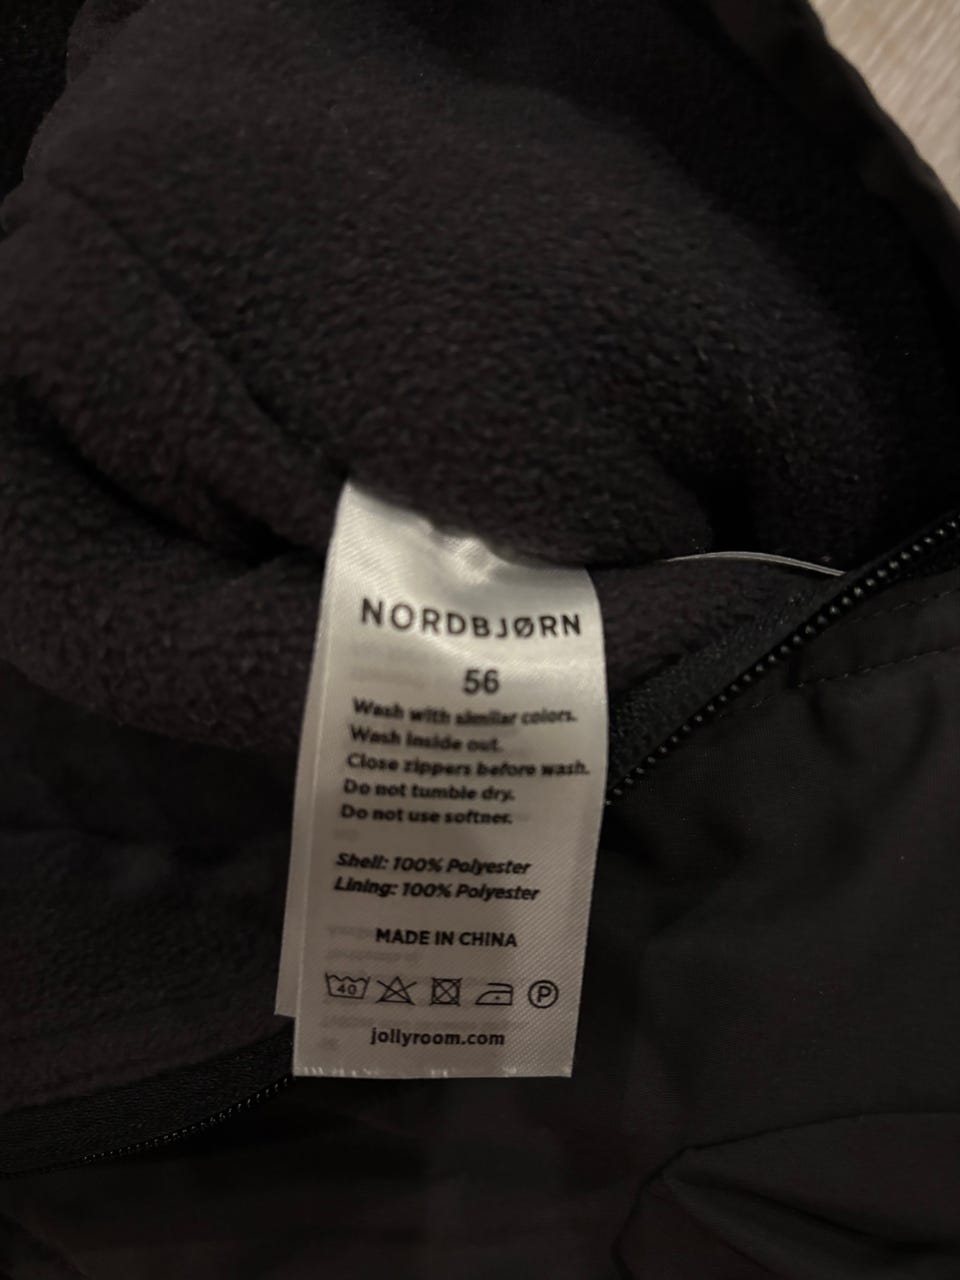 NORDBJØRN
56
Wash with similar colors.
Wash inside out.
Close zippers before wash.
Do not tumble dry.
Do not use softner.
Shell: 100% Polyester
Lining: 100% Polyester
MADE IN CHINA
40 P
jollyroom.com